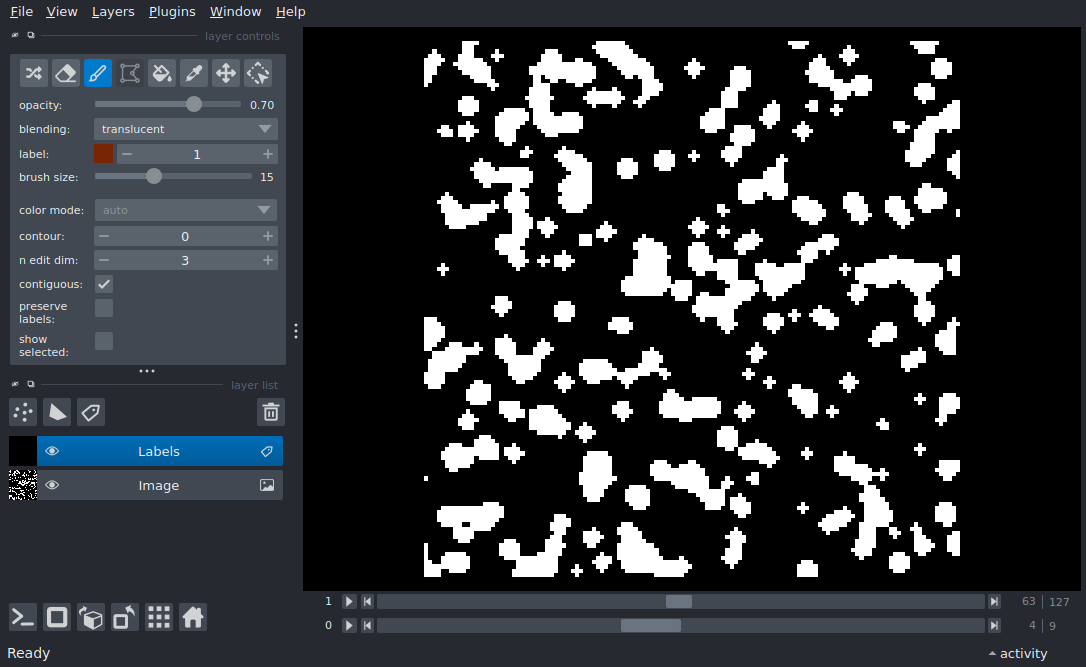 File View Layers Plugins Window Help
layer controls
opacity: 0.70
blending: translucent
label: 1
brush size: 15
color mode: auto
contour: 0
n edit dim: 3
contiguous:
preserve
labels:
show
selected:
layer list
Labels
Image
1 63 127
0 4 9
Ready activity